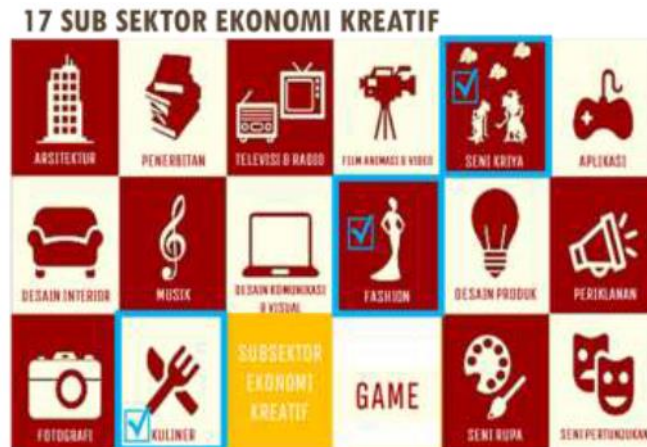 17 SUB SEKTOR EKONOMI KREATIF
ARSITEKTUR
PENERBITAN
TELEVISI & RADIO
FILM ANIMASI & VIDEO
SENI KRIYA
APLIKASI
DESAIN INTERIOR
MUSIK
DESAIN KOMUNIKASI
& VISUAL
FASHION
DESAIN PRODUK
PERIKLANAN
FOTOGRAFI
KULINER
SUBSEKTOR
EKONOMI
KREATIF
GAME
SENI RUPA
SENI PERTUNJUKAN